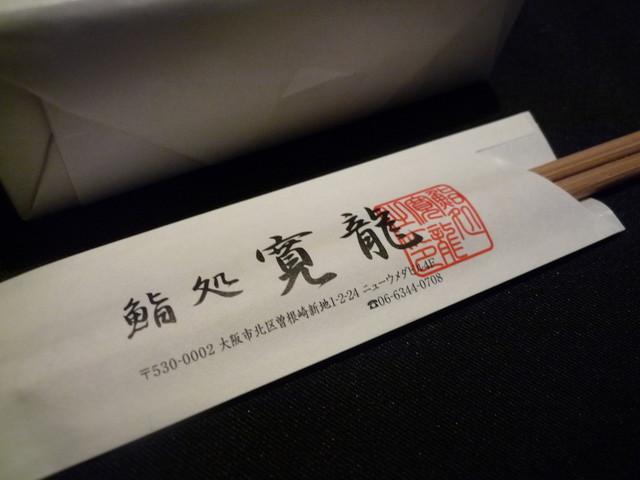 鮨処 寛龍
〒530-0002 大阪市北区曽根崎新地1-2-24 ニューウメダビル4F
☎06-6344-0708